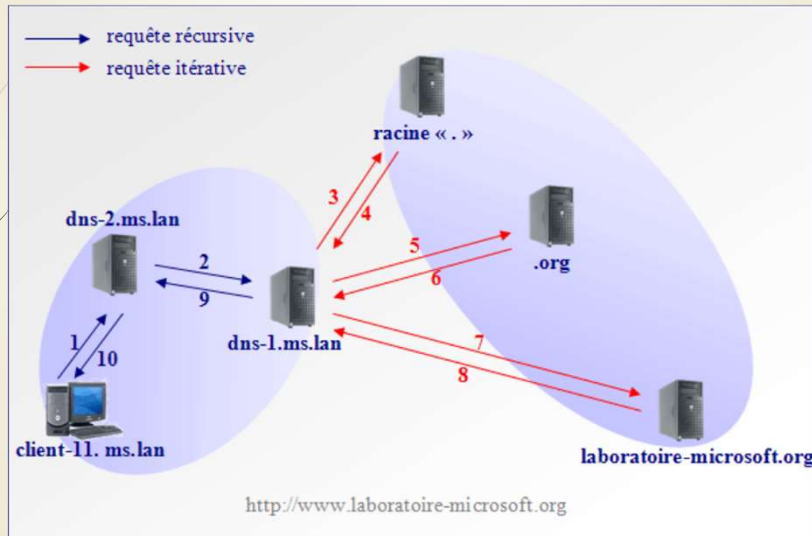 requête récursive
requête itérative
racine « . »
3
4
dns-2.ms.lan
5
.org
2
6
9
dns-1.ms.lan
7
1
10
8
client-11. ms.lan
laboratoire-microsoft.org
http://www.laboratoire-microsoft.org